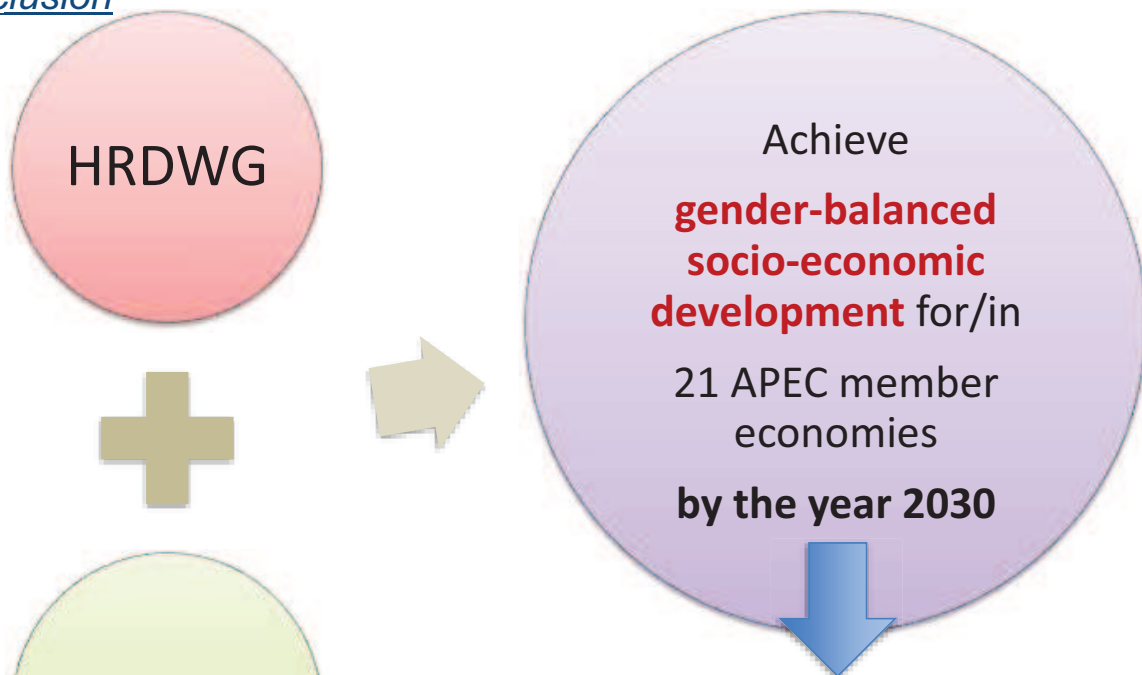 HRDWG
Achieve
gender-balanced
socio-economic
development for/in
21 APEC member
economies
by the year 2030